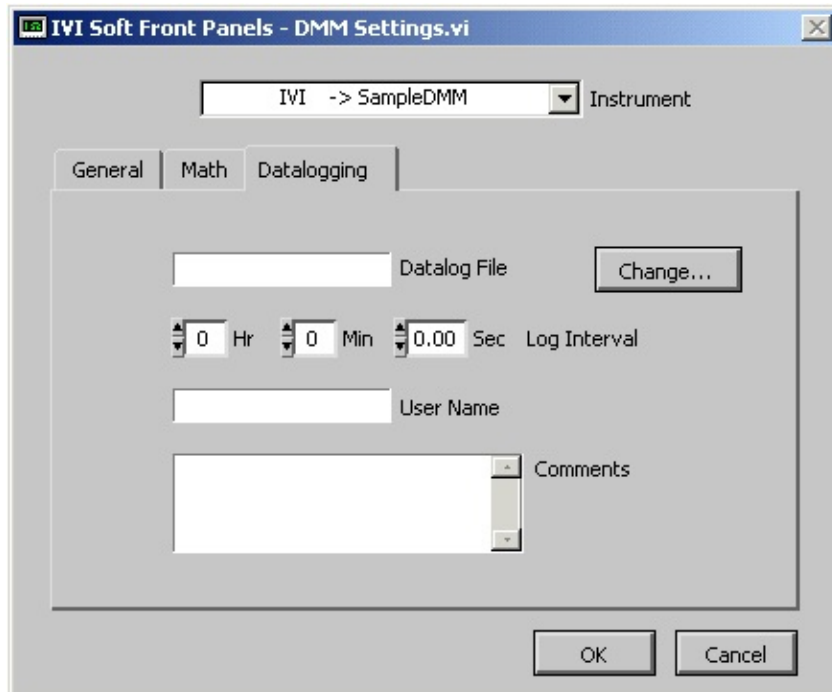 IVI Soft Front Panels - DMM Settings.vi
IVI -> SampleDMM Instrument
General Math Datalogging
Datalog File Change...
0 Hr 0 Min 0.00 Sec Log Interval
User Name
Comments
OK Cancel